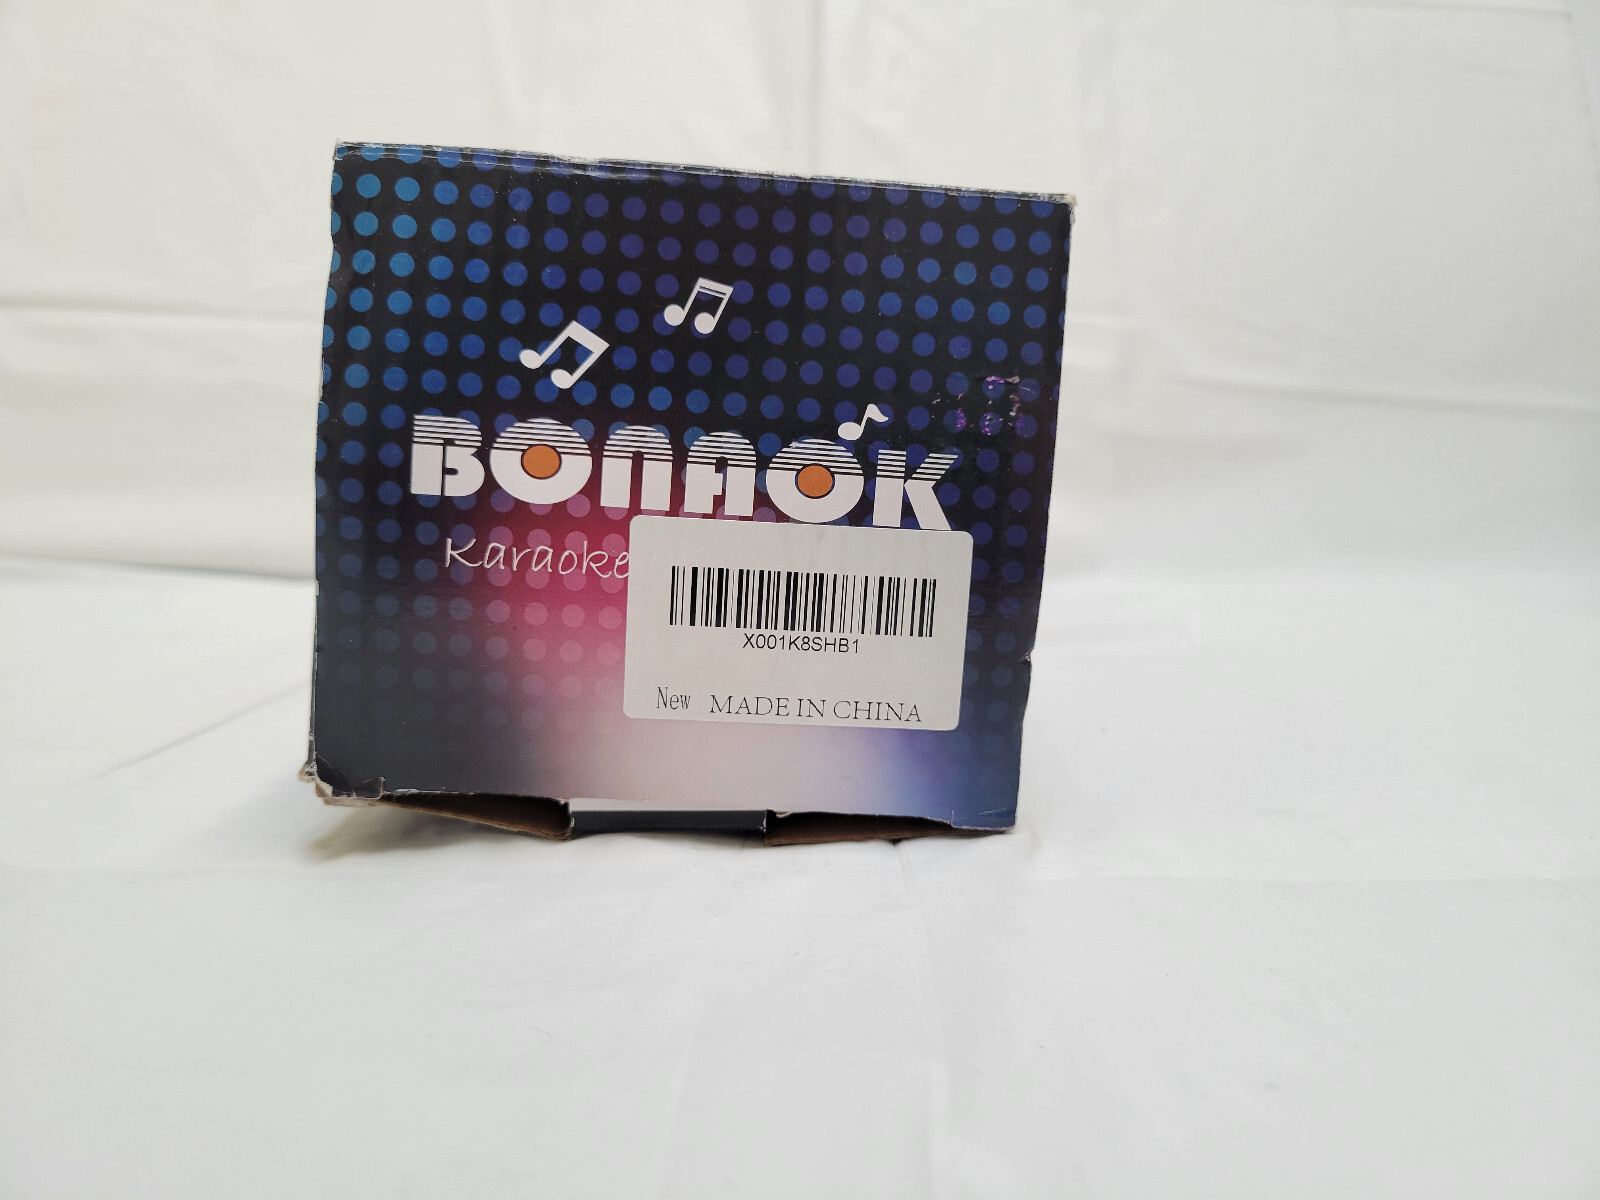 BONAOK
Karaoke
X001K8SHB1
New MADE IN CHINA